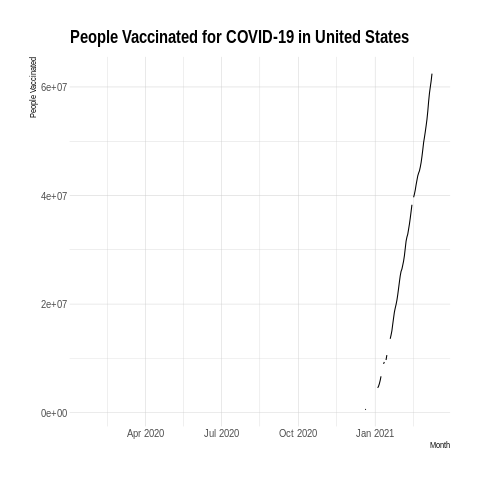 People Vaccinated for COVID-19 in United States
People Vaccinated
6e+07
4e+07
2e+07
0e+00
Apr 2020
Jul 2020
Oct 2020
Jan 2021
Month